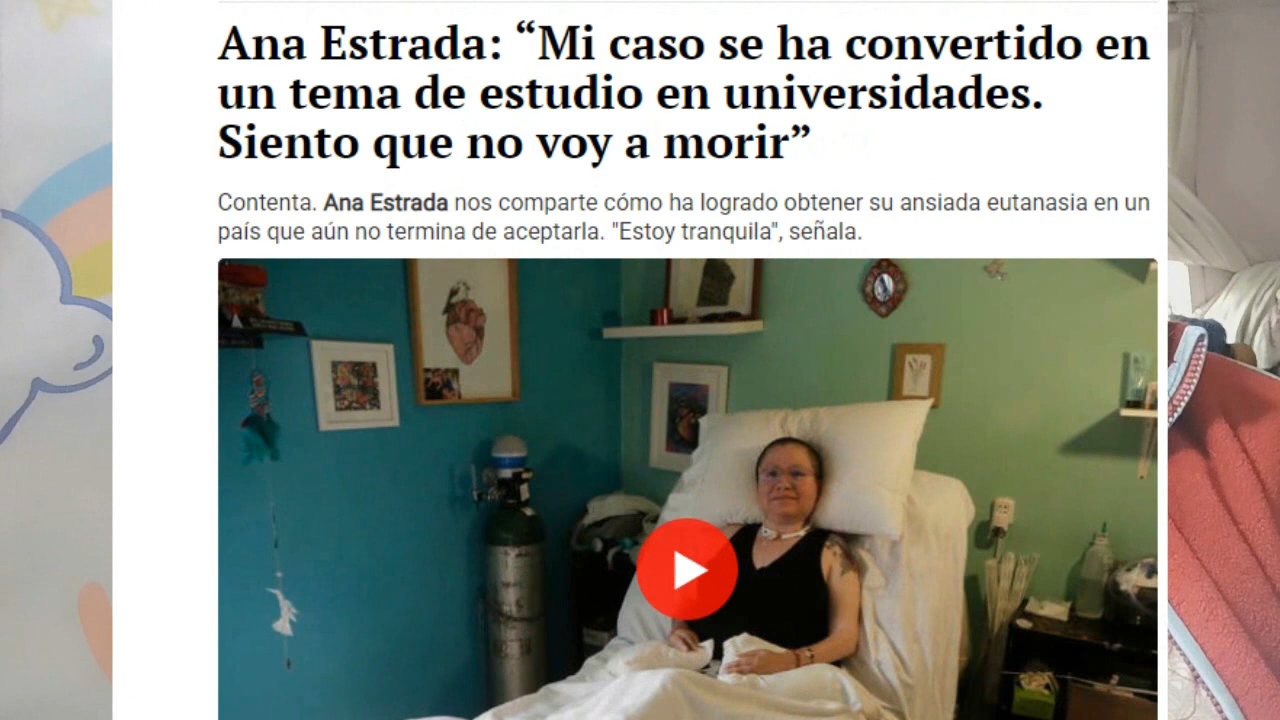 Ana Estrada: “Mi caso se ha convertido en
un tema de estudio en universidades.
Siento que no voy a morir”
Contenta. Ana Estrada nos comparte cómo ha logrado obtener su ansiada eutanasia en un
país que aún no termina de aceptarla. "Estoy tranquila", señala.